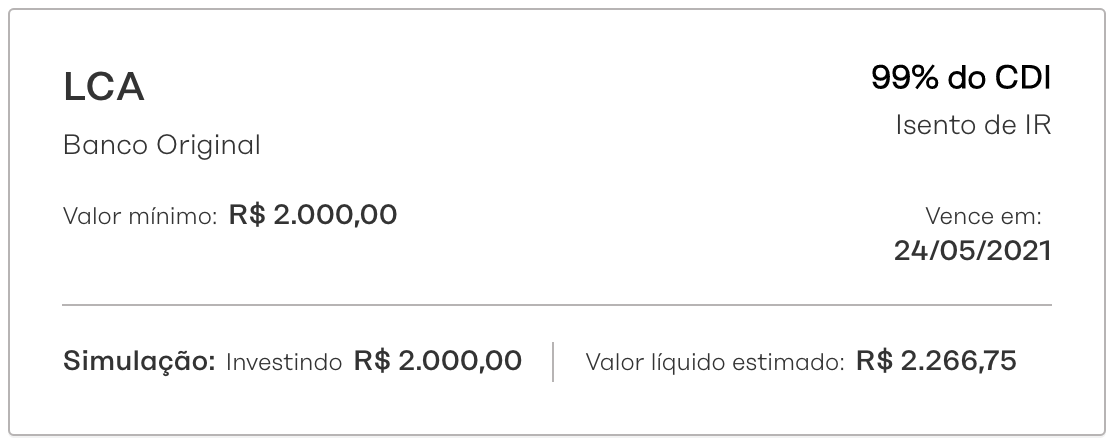 LCA
99% do CDI
Banco Original
Isento de IR
Valor mínimo: R$ 2.000,00
Vence em:
24/05/2021
Simulação: Investindo R$ 2.000,00
Valor líquido estimado: R$ 2.266,75